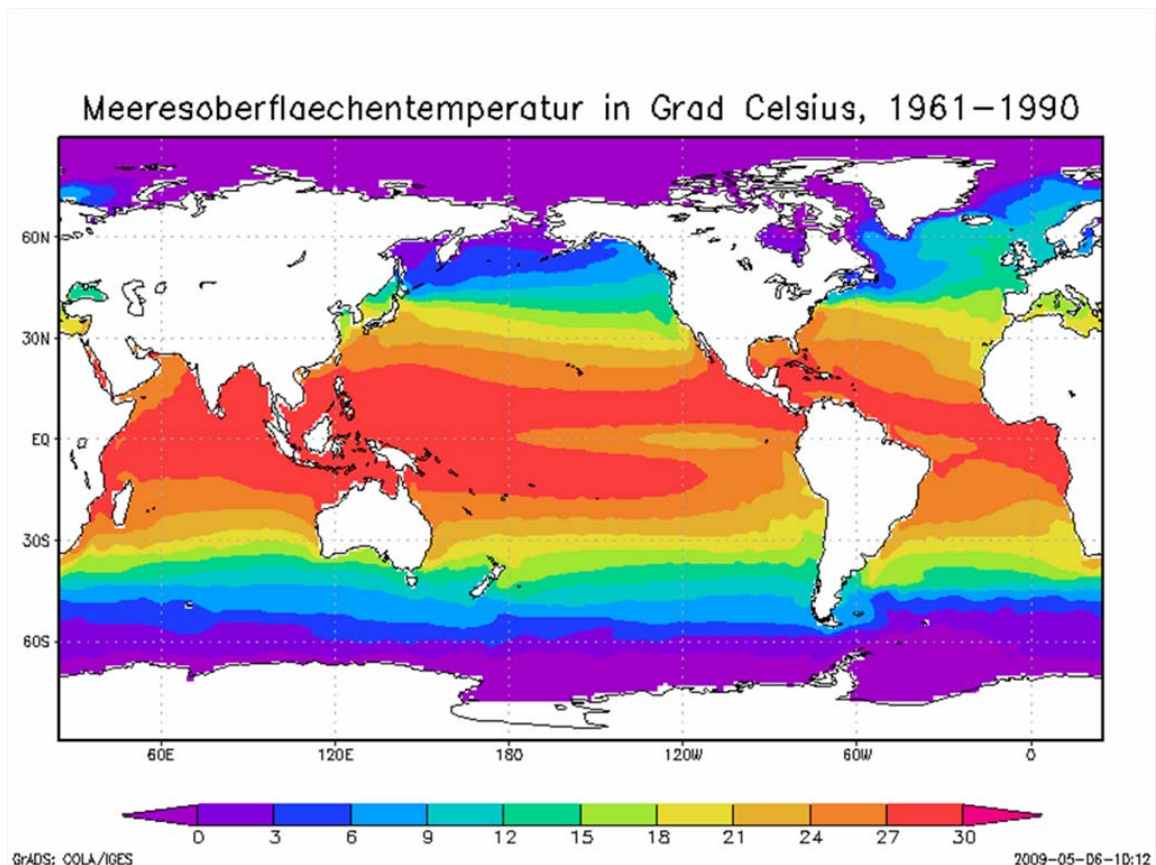 Meeresoberflaechentemperatur in Grad Celsius, 1961-1990
60N
30N
EQ
30S
60S
60E 120E 180 120W 60W 0
0 3 6 9 12 15 18 21 24 27 30
GrADS: COLA/IGES 2009-05-06-10:12